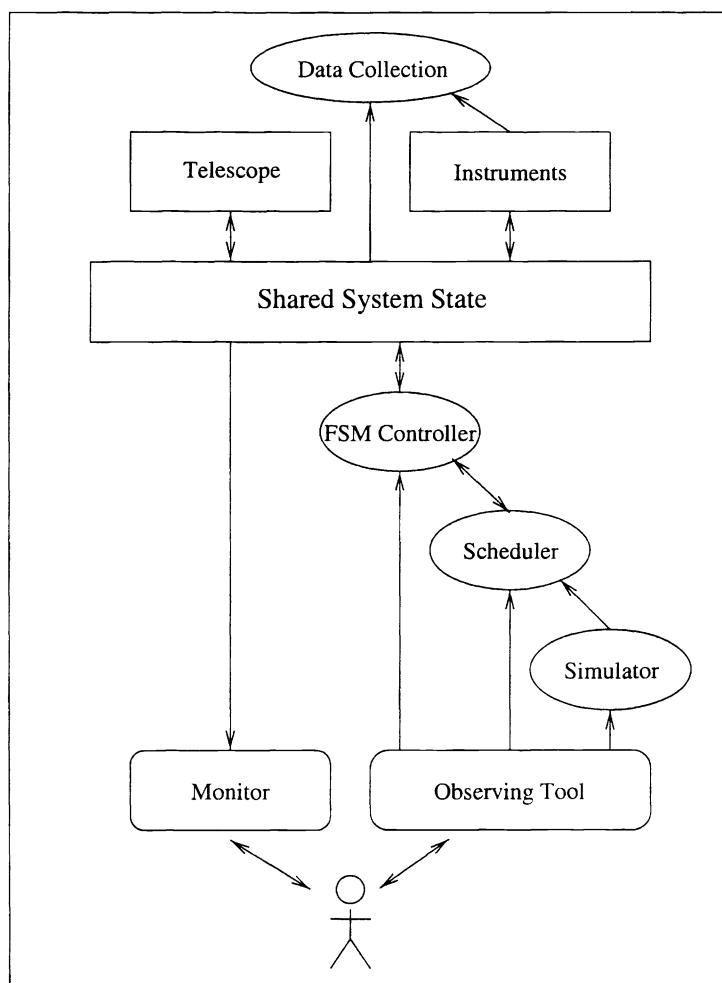 Data Collection
Telescope
Instruments
Shared System State
FSM Controller
Scheduler
Simulator
Monitor
Observing Tool